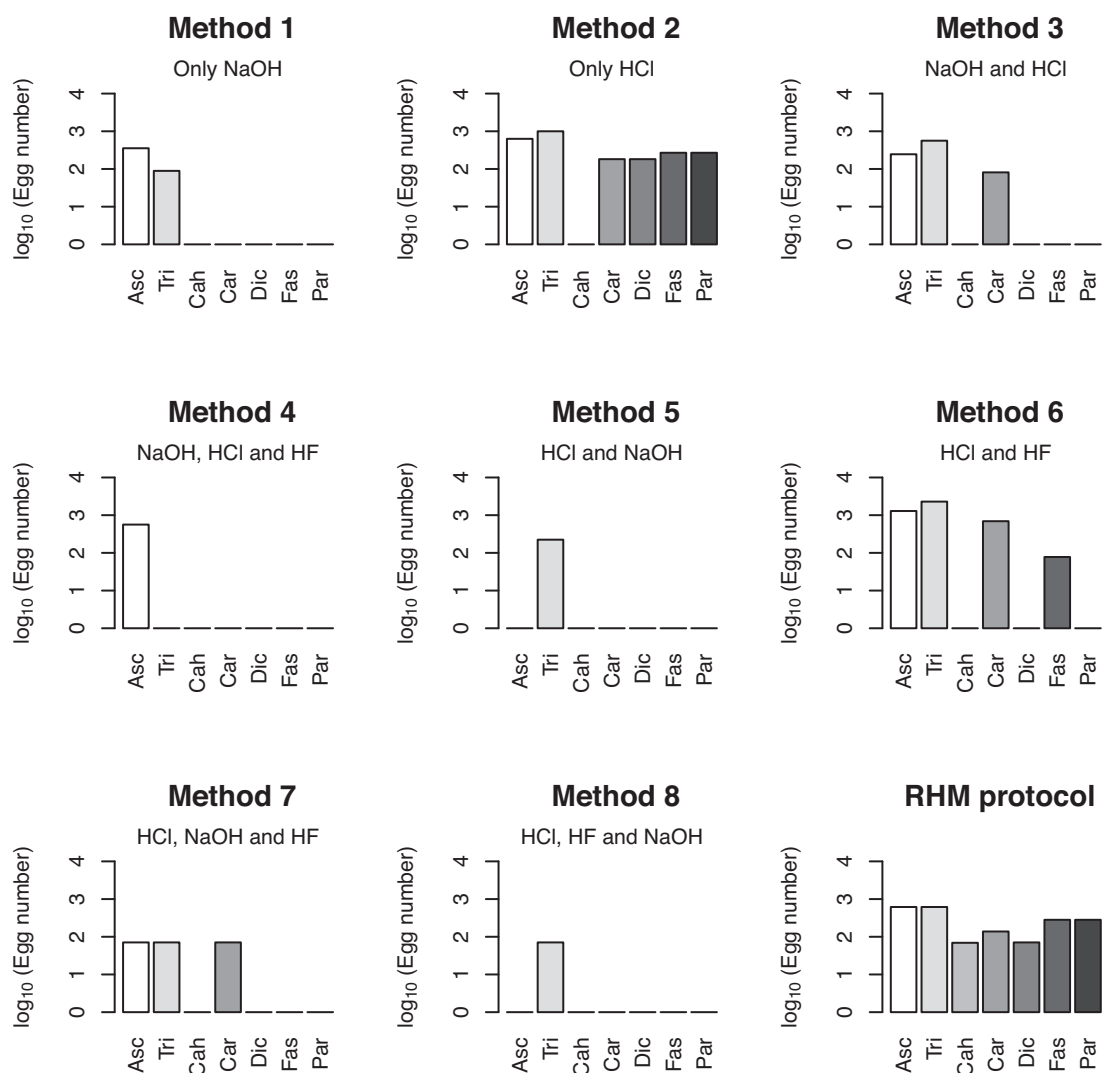 Method 1
Only NaOH
log10 (Egg number)
4
3
2
1
0
Asc
Tri
Cah
Car
Dic
Fas
Par
Method 2
Only HCl
log10 (Egg number)
4
3
2
1
0
Asc
Tri
Cah
Car
Dic
Fas
Par
Method 3
NaOH and HCl
log10 (Egg number)
4
3
2
1
0
Asc
Tri
Cah
Car
Dic
Fas
Par
Method 4
NaOH, HCl and HF
log10 (Egg number)
4
3
2
1
0
Asc
Tri
Cah
Car
Dic
Fas
Par
Method 5
HCl and NaOH
log10 (Egg number)
4
3
2
1
0
Asc
Tri
Cah
Car
Dic
Fas
Par
Method 6
HCl and HF
log10 (Egg number)
4
3
2
1
0
Asc
Tri
Cah
Car
Dic
Fas
Par
Method 7
HCl, NaOH and HF
log10 (Egg number)
4
3
2
1
0
Asc
Tri
Cah
Car
Dic
Fas
Par
Method 8
HCl, HF and NaOH
log10 (Egg number)
4
3
2
1
0
Asc
Tri
Cah
Car
Dic
Fas
Par
RHM protocol
log10 (Egg number)
4
3
2
1
0
Asc
Tri
Cah
Car
Dic
Fas
Par